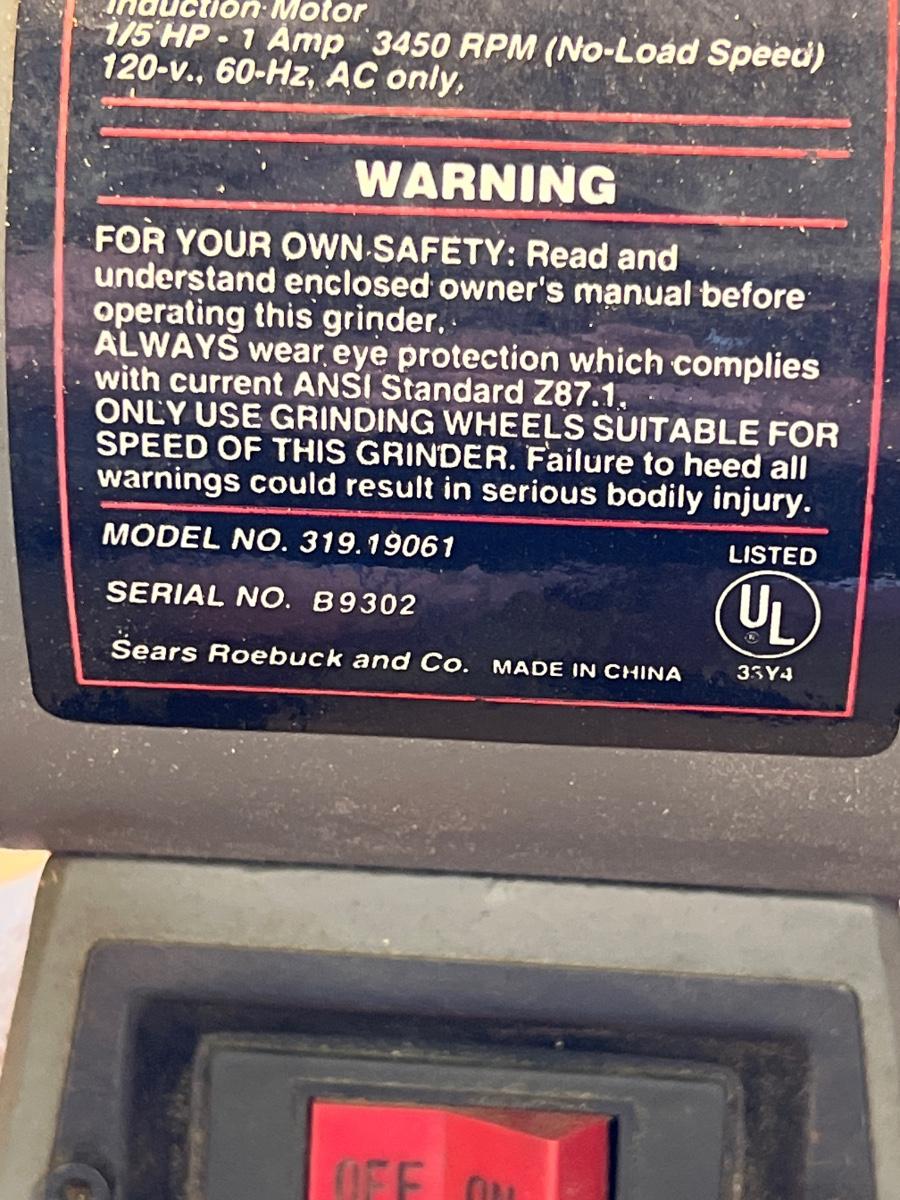 Induction Motor
1/5 HP - 1 Amp 3450 RPM (No-Load Speed)
120-v., 60-Hz, AC only.
WARNING
FOR YOUR OWN SAFETY: Read and
understand enclosed owner's manual before
operating this grinder.
ALWAYS wear eye protection which complies
with current ANSI Standard Z87.1.
ONLY USE GRINDING WHEELS SUITABLE FOR
SPEED OF THIS GRINDER. Failure to heed all
warnings could result in serious bodily injury.
MODEL NO. 319.19061
LISTED
UL
SERIAL NO. B9302
Sears Roebuck and Co. MADE IN CHINA
OFF ON